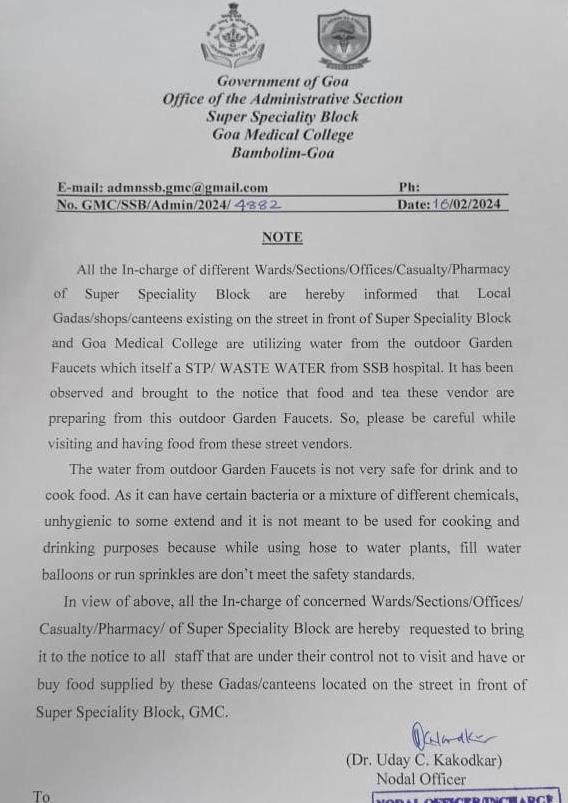 Government of Goa
Office of the Administrative Section
Super Speciality Block
Goa Medical College
Bambolim-Goa
E-mail: admnssb.gmc@gmail.com Ph:
No. GMC/SSB/Admin/2024/ 4882 Date: 16/02/2024
NOTE
All the In-charge of different Wards/Sections/Offices/Casualty/Pharmacy
of Super Speciality Block are hereby informed that Local
Gadas/shops/canteens existing on the street in front of Super Speciality Block
and Goa Medical College are utilizing water from the outdoor Garden
Faucets which itself a STP/ WASTE WATER from SSB hospital. It has been
observed and brought to the notice that food and tea these vendor are
preparing from this outdoor Garden Faucets. So, please be careful while
visiting and having food from these street vendors.
The water from outdoor Garden Faucets is not very safe for drink and to
cook food. As it can have certain bacteria or a mixture of different chemicals,
unhygienic to some extend and it is not meant to be used for cooking and
drinking purposes because while using hose to water plants, fill water
balloons or run sprinkles are don't meet the safety standards.
In view of above, all the In-charge of concerned Wards/Sections/Offices/
Casualty/Pharmacy/ of Super Speciality Block are hereby requested to bring
it to the notice to all staff that are under their control not to visit and have or
buy food supplied by these Gadas/canteens located on the street in front of
Super Speciality Block, GMC.
(Dr. Uday C. Kakodkar)
Nodal Officer
To
NODAL OFFICER/INCHARGE